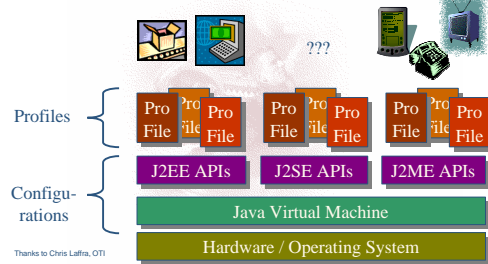 ???
Profiles
Pro
File
Pro
File
Pro
File
Pro
File
Pro
File
Pro
File
Pro
File
Pro
File
Pro
File
J2EE APIs
J2SE APIs
J2ME APIs
Configu-
rations
Java Virtual Machine
Hardware / Operating System
Thanks to Chris Laffra, OTI